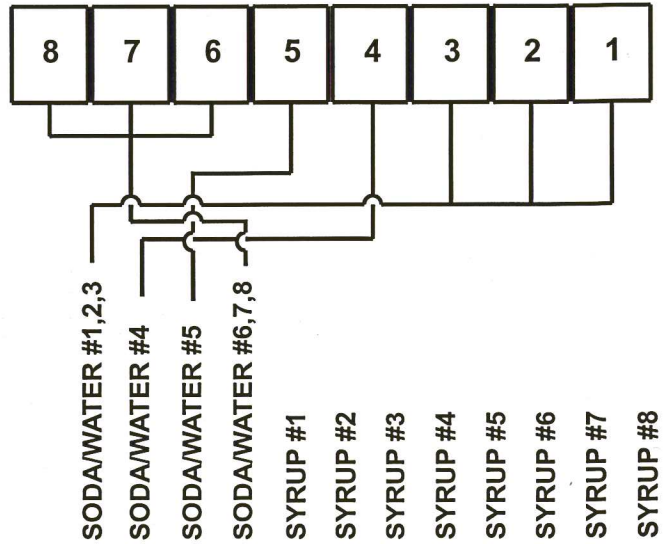 8
7
6
5
4
3
2
1
SODA/WATER #1,2,3
SODA/WATER #4
SODA/WATER #5
SODA/WATER #6,7,8
SYRUP #1
SYRUP #2
SYRUP #3
SYRUP #4
SYRUP #5
SYRUP #6
SYRUP #7
SYRUP #8